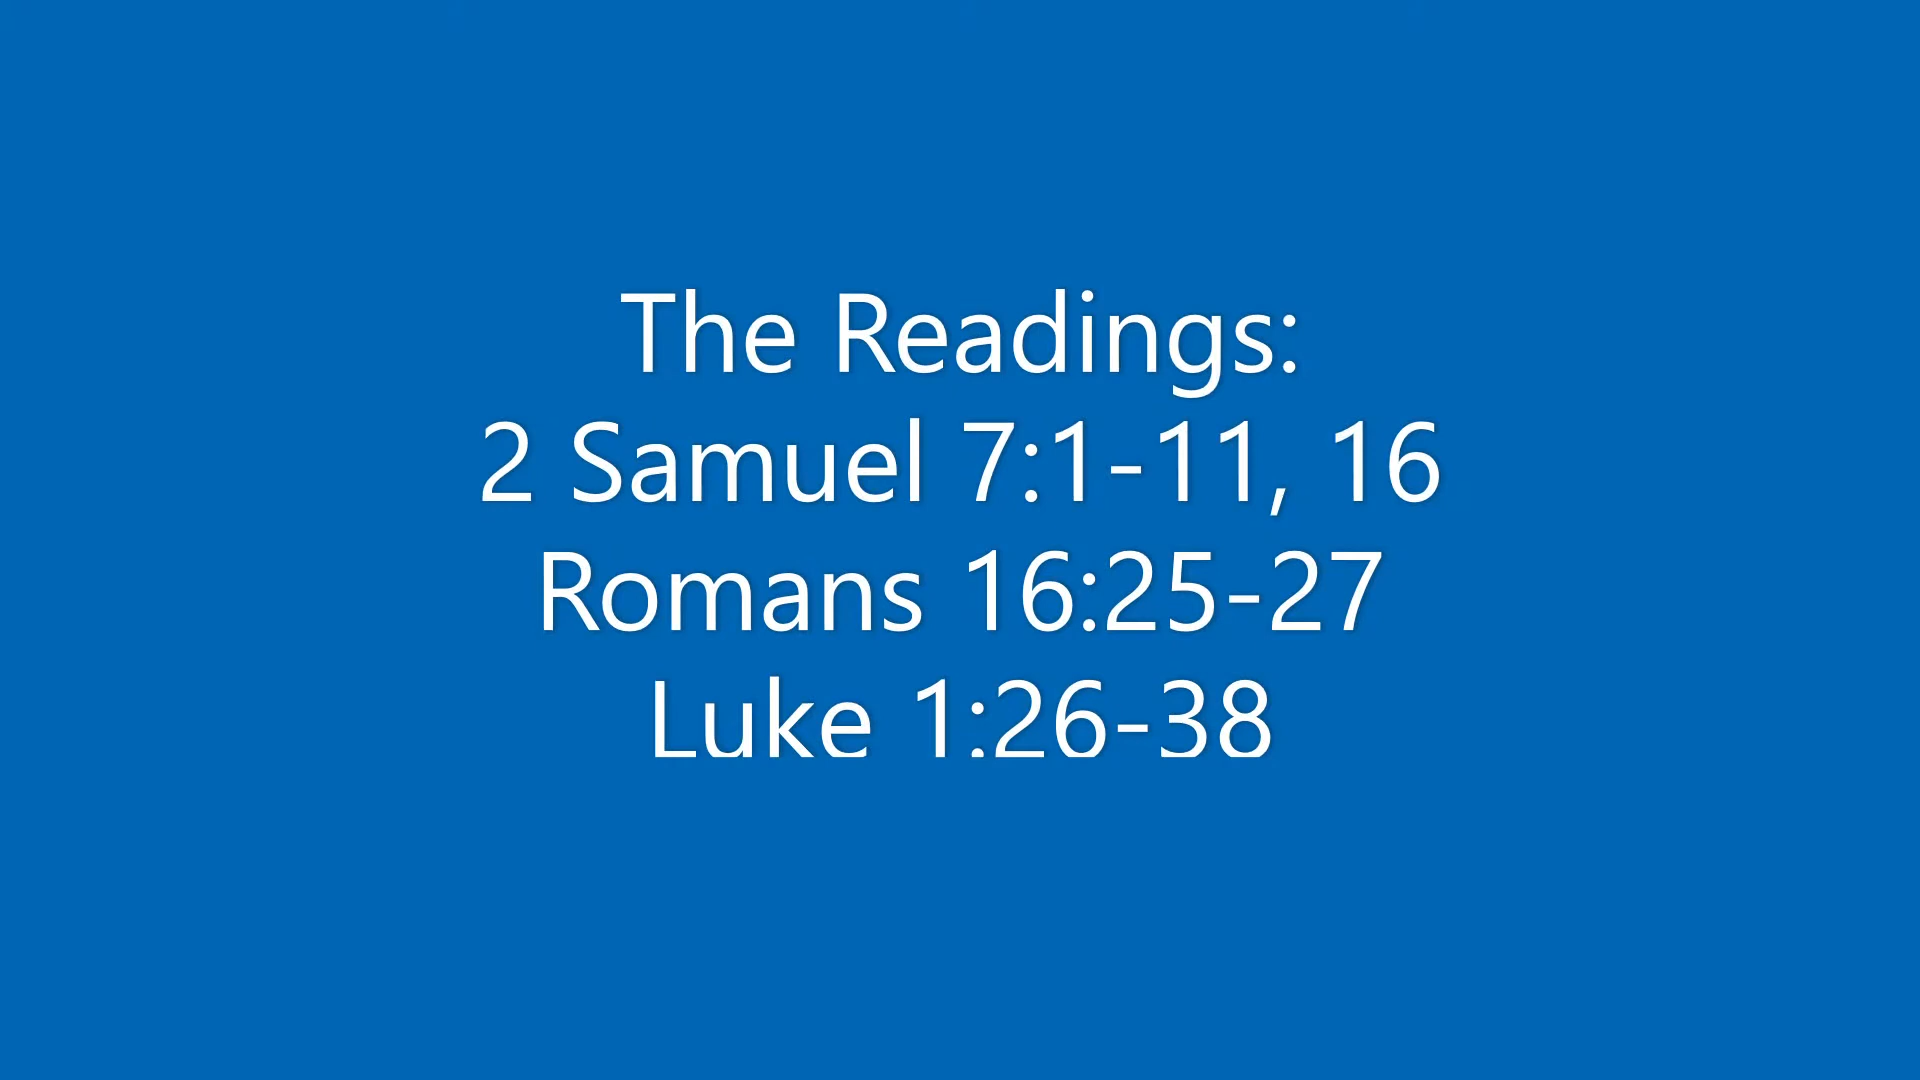 The Readings:
2 Samuel 7:1-11, 16
Romans 16:25-27
Luke 1:26-38